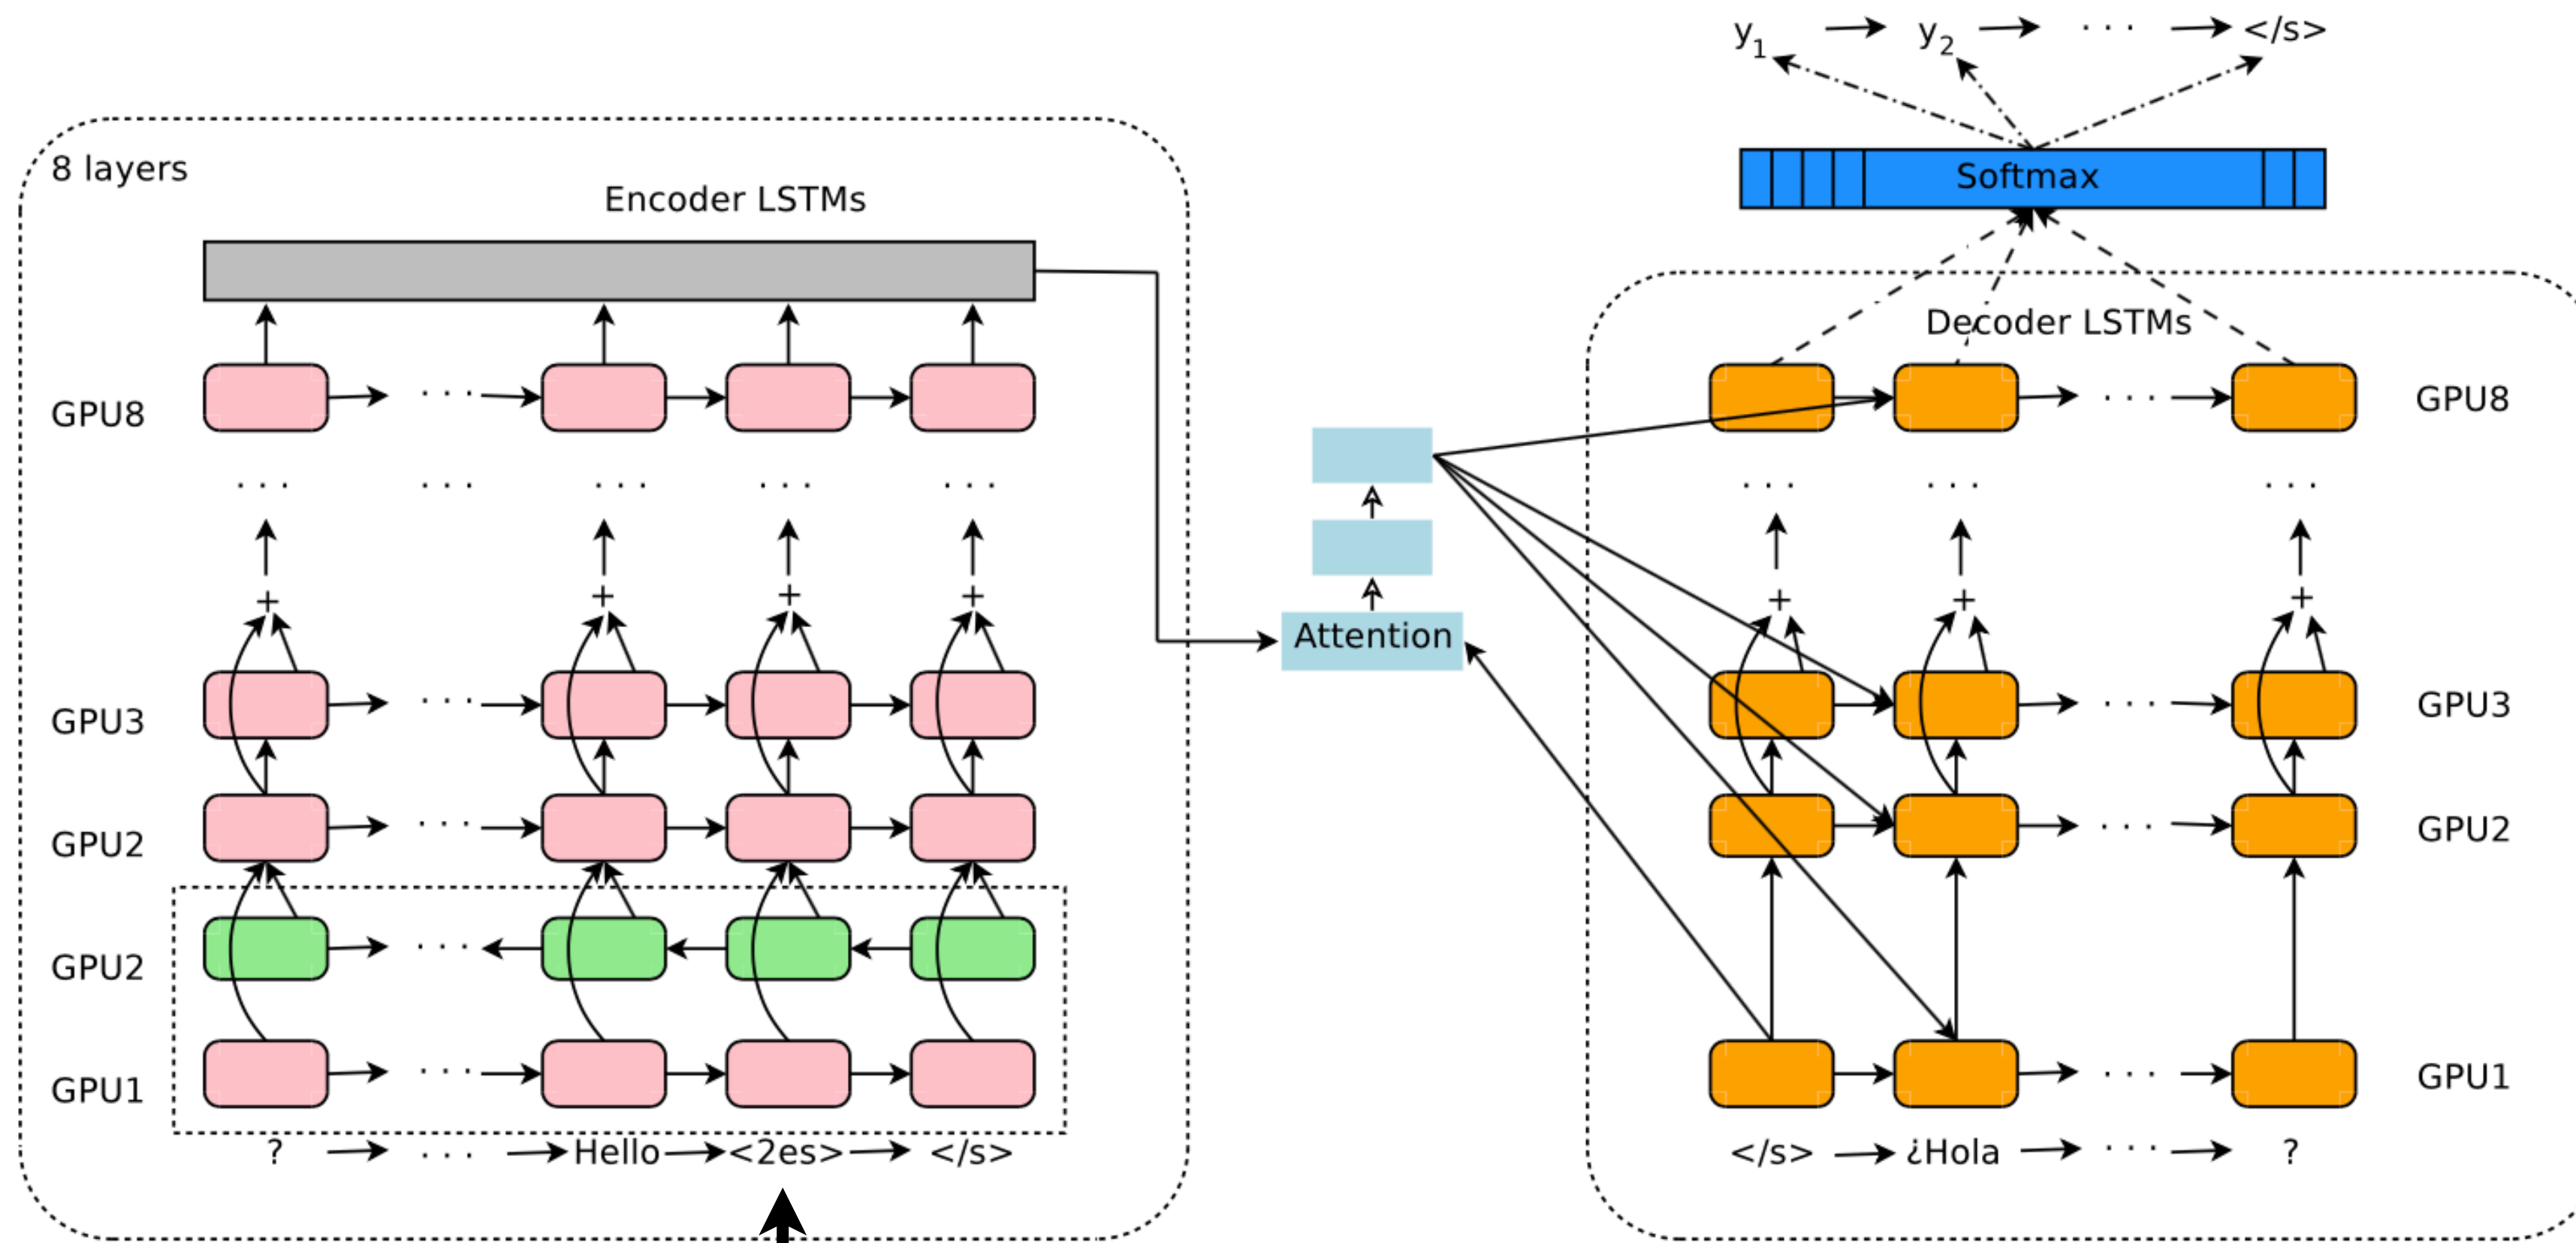 y1 y2 · · · </s>
8 layers
Encoder LSTMs
Softmax
Decoder LSTMs
GPU8
· · ·
· · ·
GPU8
· · · · · · · · · · · · · · ·
· · · · · · · · ·
+ + + +
+ + +
Attention
GPU3
· · ·
· · ·
GPU3
GPU2
· · ·
· · ·
GPU2
GPU2
· · ·
GPU1
· · ·
· · ·
GPU1
? · · · Hello <2es> </s>
</s> ¿Hola · · · ?